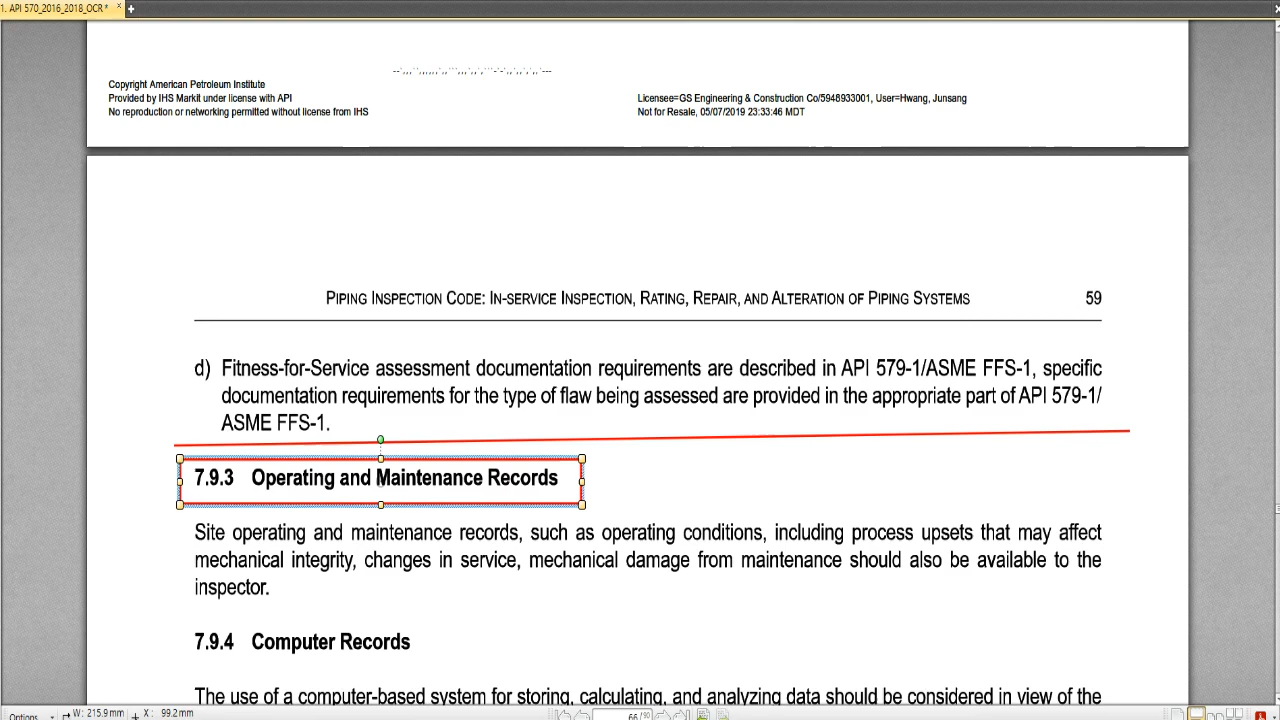 1. API 570_2016_2018_OCR *
Copyright American Petroleum Institute
Provided by IHS Markit under license with API
No reproduction or networking permitted without license from IHS
Licensee=GS Engineering & Construction Co/5948933001, User=Hwang, Junsang
Not for Resale, 05/07/2019 23:33:46 MDT
PIPING INSPECTION CODE: IN-SERVICE INSPECTION, RATING, REPAIR, AND ALTERATION OF PIPING SYSTEMS 59
d) Fitness-for-Service assessment documentation requirements are described in API 579-1/ASME FFS-1, specific
documentation requirements for the type of flaw being assessed are provided in the appropriate part of API 579-1/
ASME FFS-1.
7.9.3 Operating and Maintenance Records
Site operating and maintenance records, such as operating conditions, including process upsets that may affect
mechanical integrity, changes in service, mechanical damage from maintenance should also be available to the
inspector.
7.9.4 Computer Records
The use of a computer-based system for storing, calculating, and analyzing data should be considered in view of the
Options W: 215.9mm X: 99.2mm 66/90